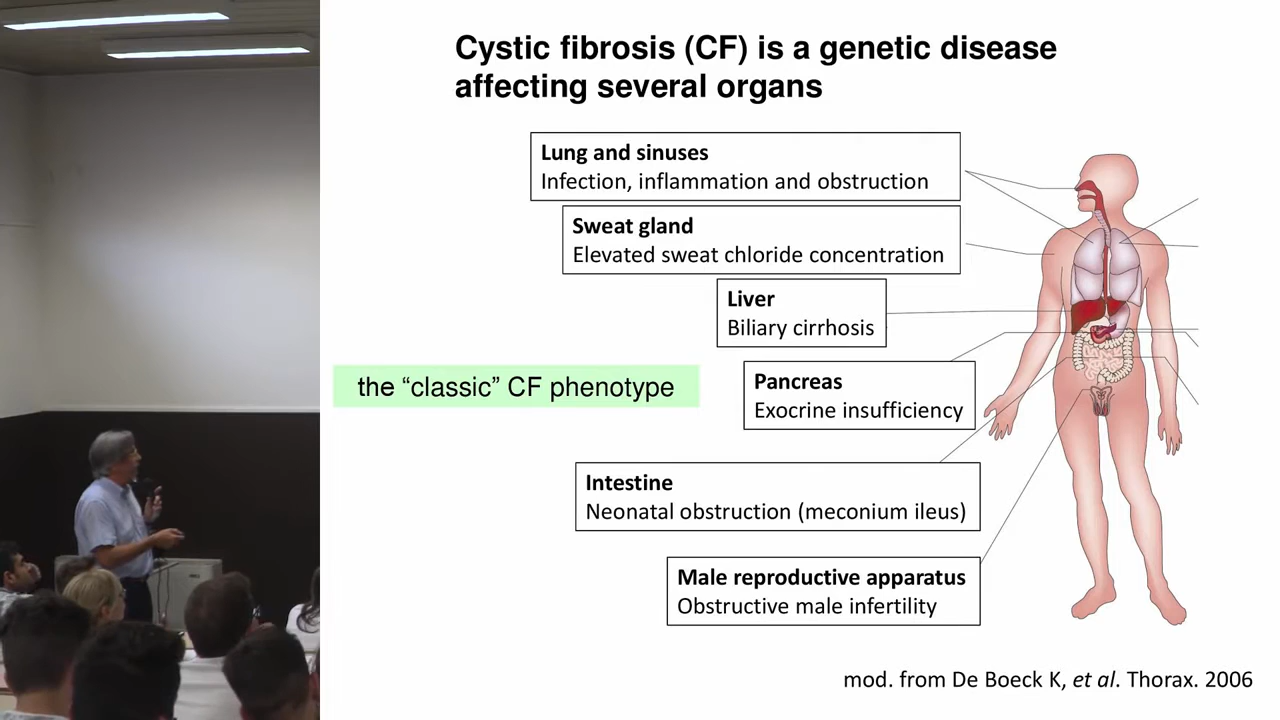 Cystic fibrosis (CF) is a genetic disease
affecting several organs
Lung and sinuses
Infection, inflammation and obstruction
Sweat gland
Elevated sweat chloride concentration
Liver
Biliary cirrhosis
the “classic” CF phenotype
Pancreas
Exocrine insufficiency
Intestine
Neonatal obstruction (meconium ileus)
Male reproductive apparatus
Obstructive male infertility
mod. from De Boeck K, et al. Thorax. 2006